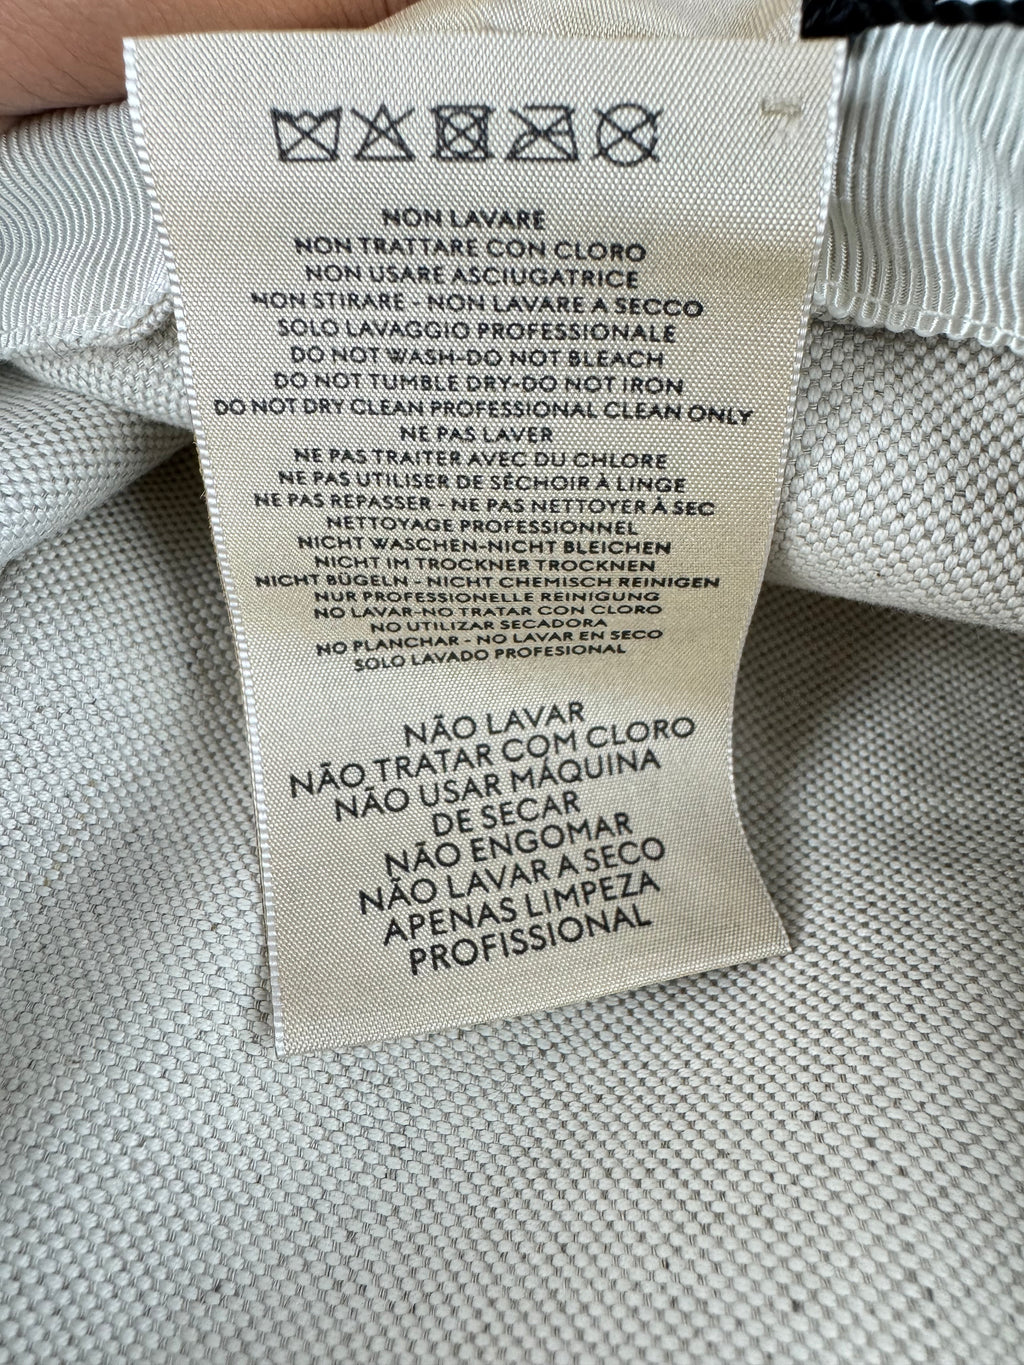 NON LAVARE
NON TRATTARE CON CLORO
NON USARE ASCIUGATRICE
NON STIRARE - NON LAVARE A SECCO
SOLO LAVAGGIO PROFESSIONALE
DO NOT WASH-DO NOT BLEACH
DO NOT TUMBLE DRY-DO NOT IRON
DO NOT DRY CLEAN PROFESSIONAL CLEAN ONLY
NE PAS LAVER
NE PAS TRAITER AVEC DU CHLORE
NE PAS UTILISER DE SÉCHOIR À LINGE
NE PAS REPASSER - NE PAS NETTOYER À SEC
NETTOYAGE PROFESSIONNEL
NICHT WASCHEN-NICHT BLEICHEN
NICHT IM TROCKNER TROCKNEN
NICHT BÜGELN - NICHT CHEMISCH REINIGEN
NUR PROFESSIONELLE REINIGUNG
NO LAVAR-NO TRATAR CON CLORO
NO UTILIZAR SECADORA
NO PLANCHAR - NO LAVAR EN SECO
SOLO LAVADO PROFESIONAL
NÃO LAVAR
NÃO TRATAR COM CLORO
NÃO USAR MÁQUINA
DE SECAR
NÃO ENGOMAR
NÃO LAVAR A SECO
APENAS LIMPEZA
PROFISSIONAL